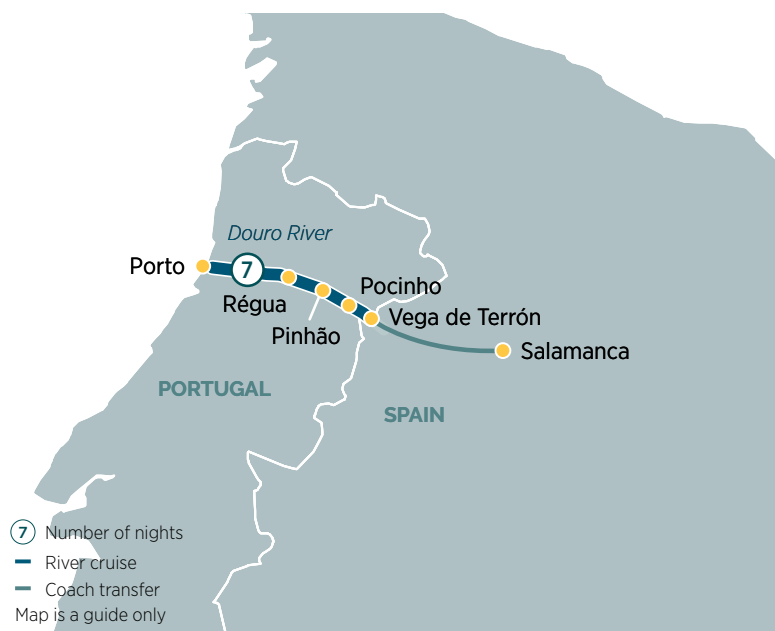 Douro River
Porto
7
Régua
Pocinho
Pinhão
Vega de Terrón
Salamanca
PORTUGAL
SPAIN
7 Number of nights
River cruise
Coach transfer
Map is a guide only